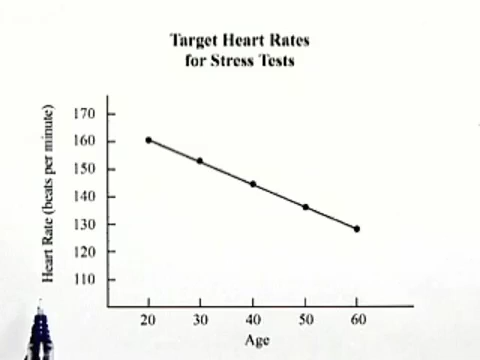 Target Heart Rates
for Stress Tests
Heart Rate (beats per minute)
170
160
150
140
130
120
110
20 30 40 50 60
Age